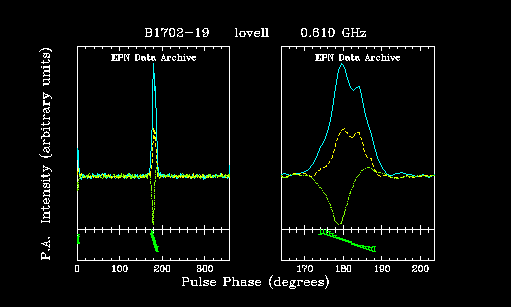 B1702-19 lovell 0.610 GHz
EPN Data Archive EPN Data Archive
P.A. Intensity (arbitrary units)
0 100 200 300 170 180 190 200
Pulse Phase (degrees)